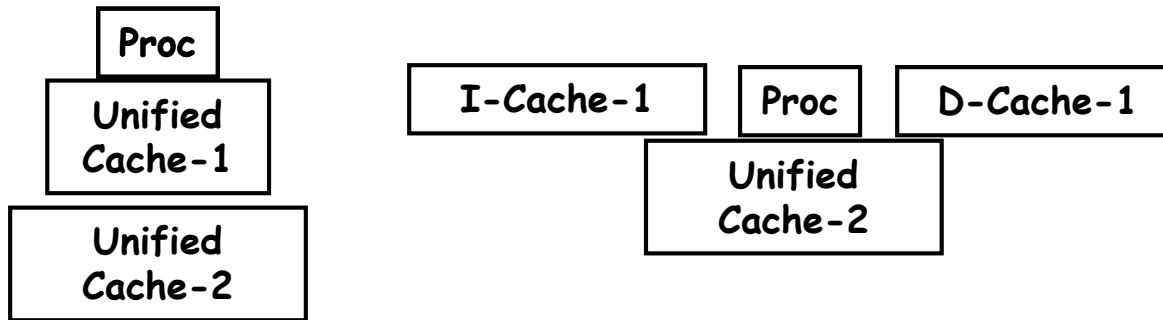 Proc
Unified
Cache-1
Unified
Cache-2
I-Cache-1
Proc
D-Cache-1
Unified
Cache-2